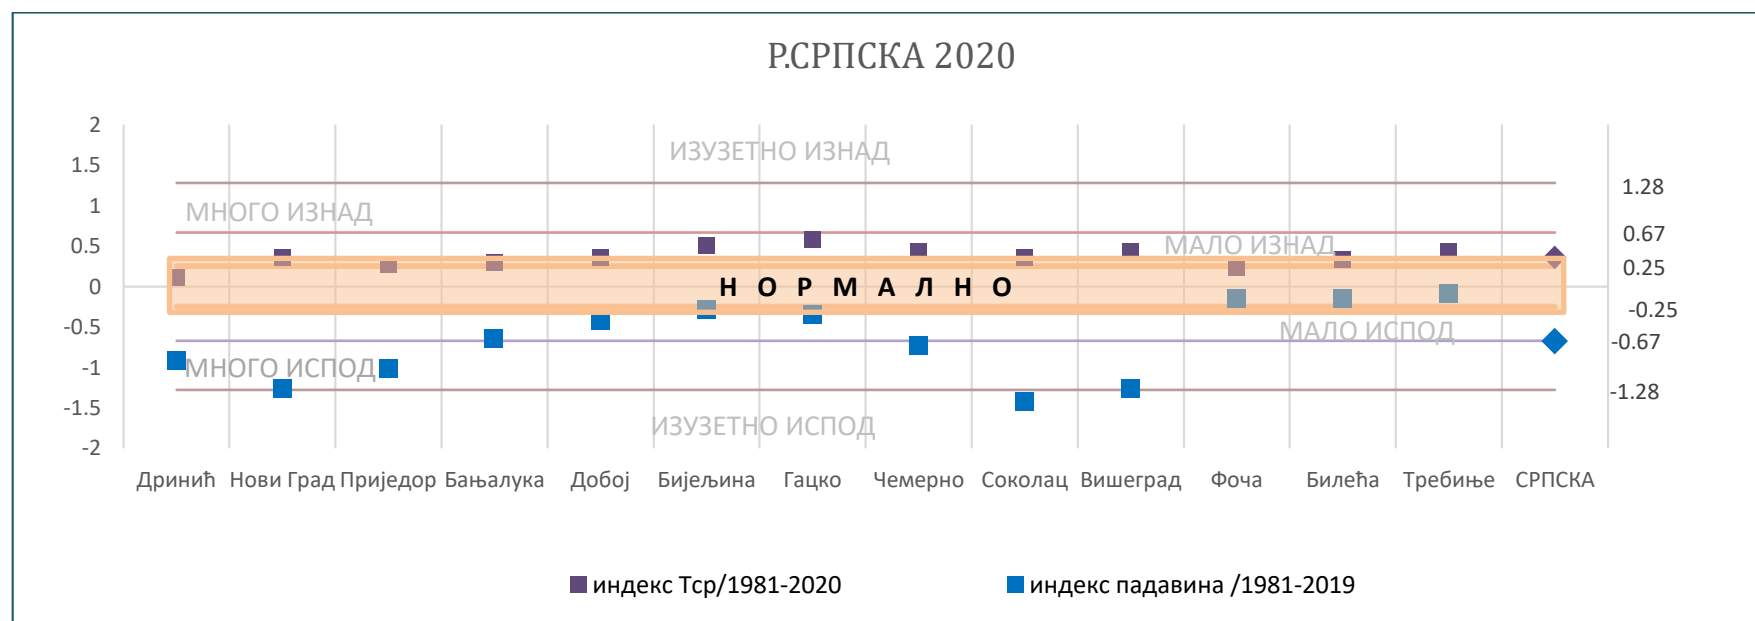 Р.СРПСКА 2020
2
1.5
1
0.5
0
-0.5
-1
-1.5
-2
ИЗУЗЕТНО ИЗНАД
МНОГО ИЗНАД
МАЛО ИЗНАД
Н О Р М А Л Н О
МАЛО ИСПОД
МНОГО ИСПОД
ИЗУЗЕТНО ИСПОД
1.28
0.67
0.25
-0.25
-0.67
-1.28
Дринић Нови Град Приједор Бањалука Добој Бијељина Гацко Чемерно Соколац Вишеград Фоча Билећа Требиње СРПСКА
индекс Тср/1981-2020 индекс падавина /1981-2019